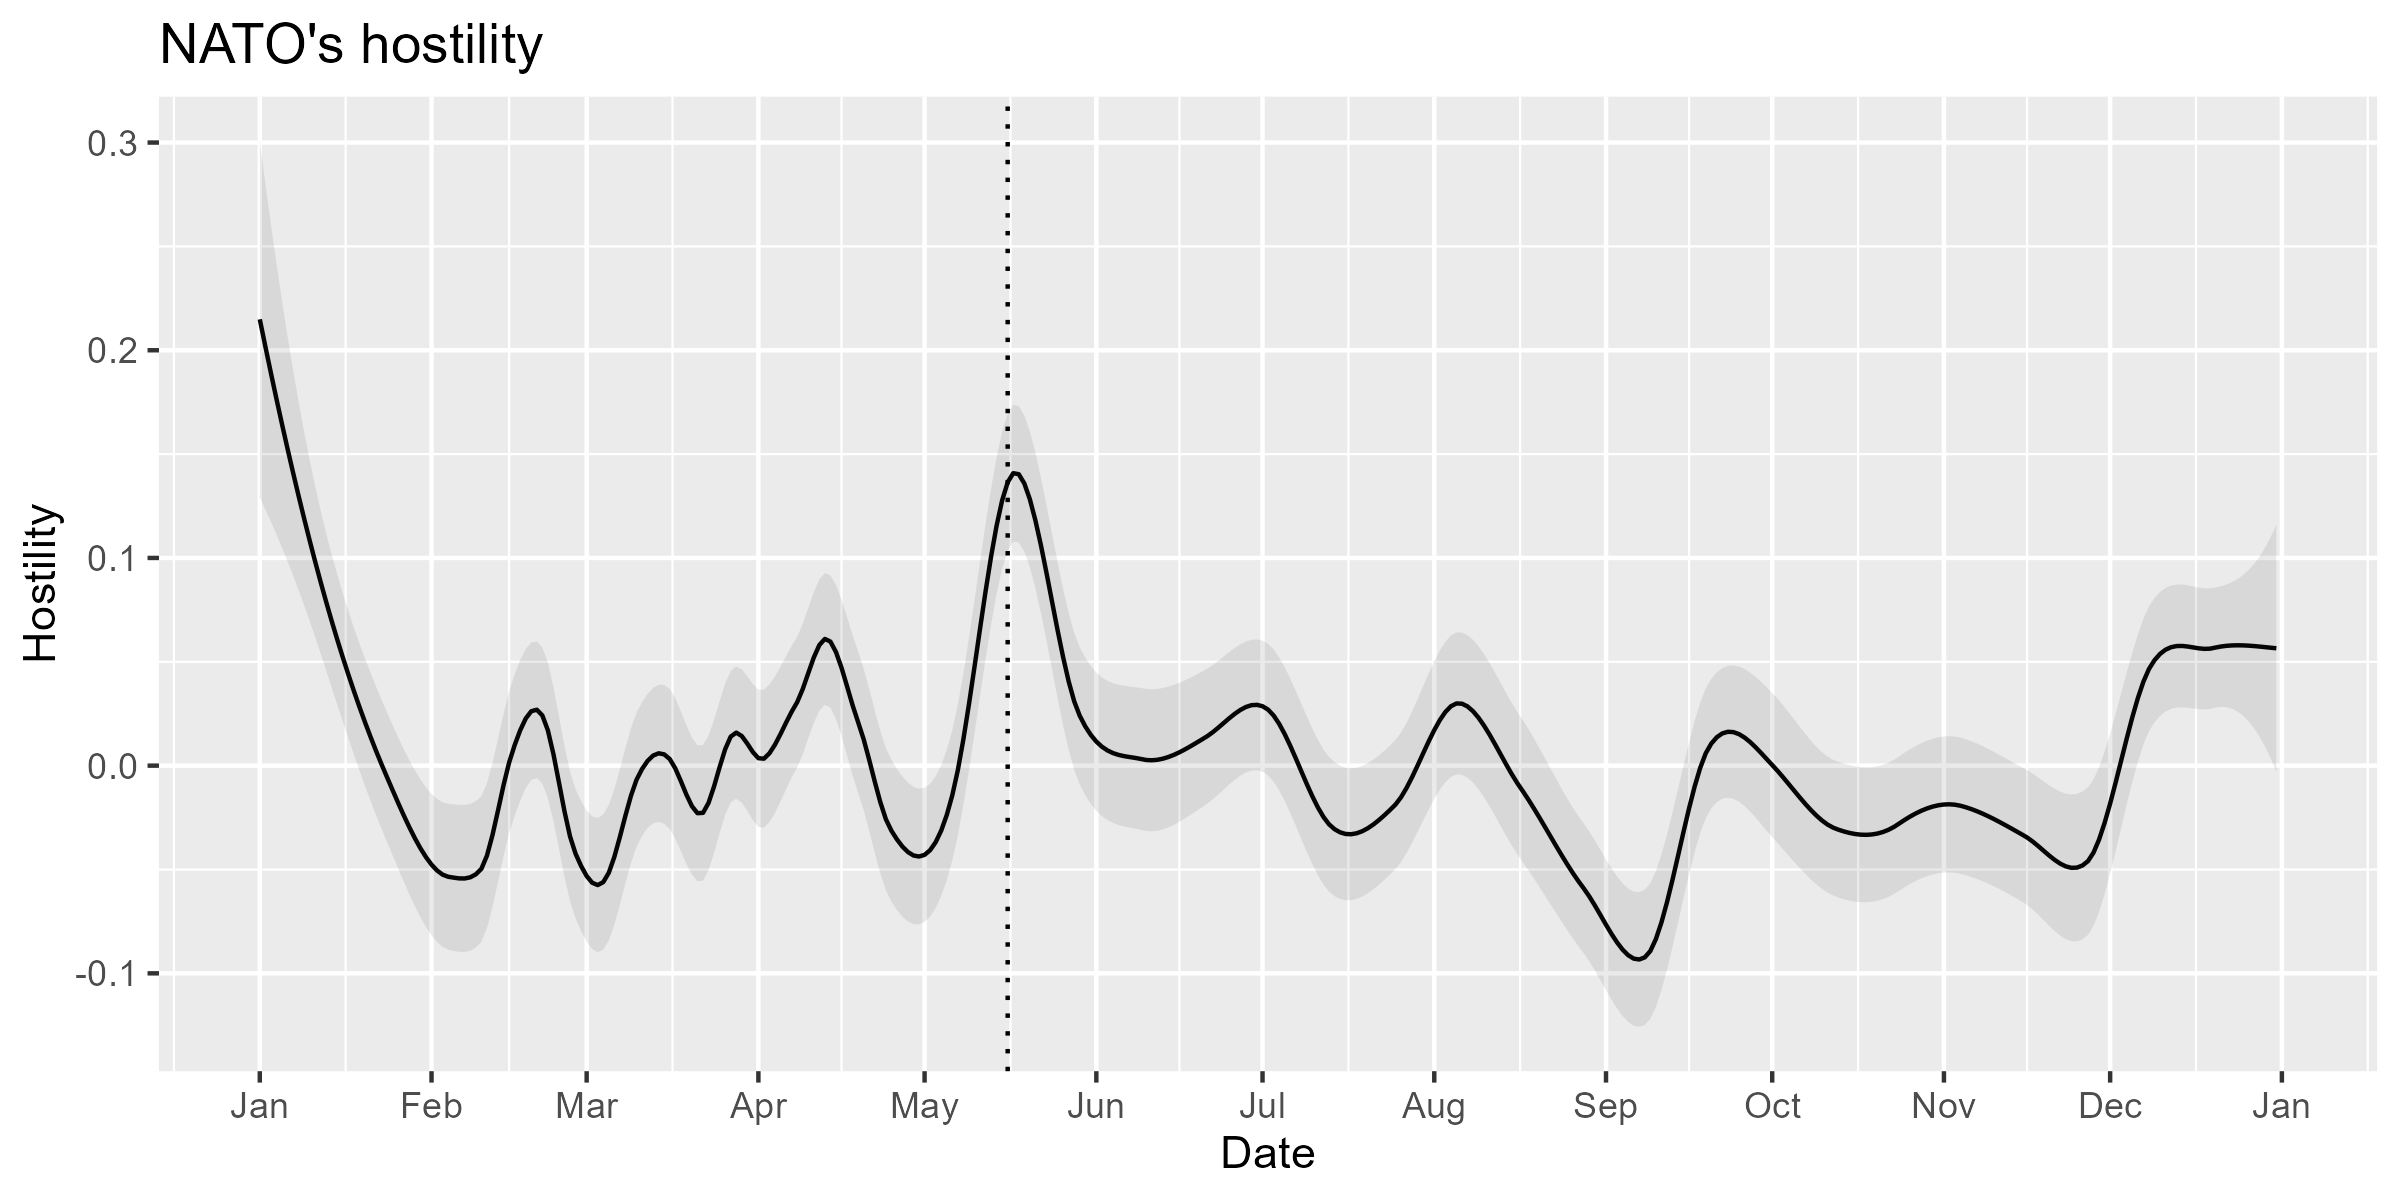 NATO's hostility
Hostility
0.3
0.2
0.1
0.0
-0.1
Jan Feb Mar Apr May Jun Jul Aug Sep Oct Nov Dec Jan
Date